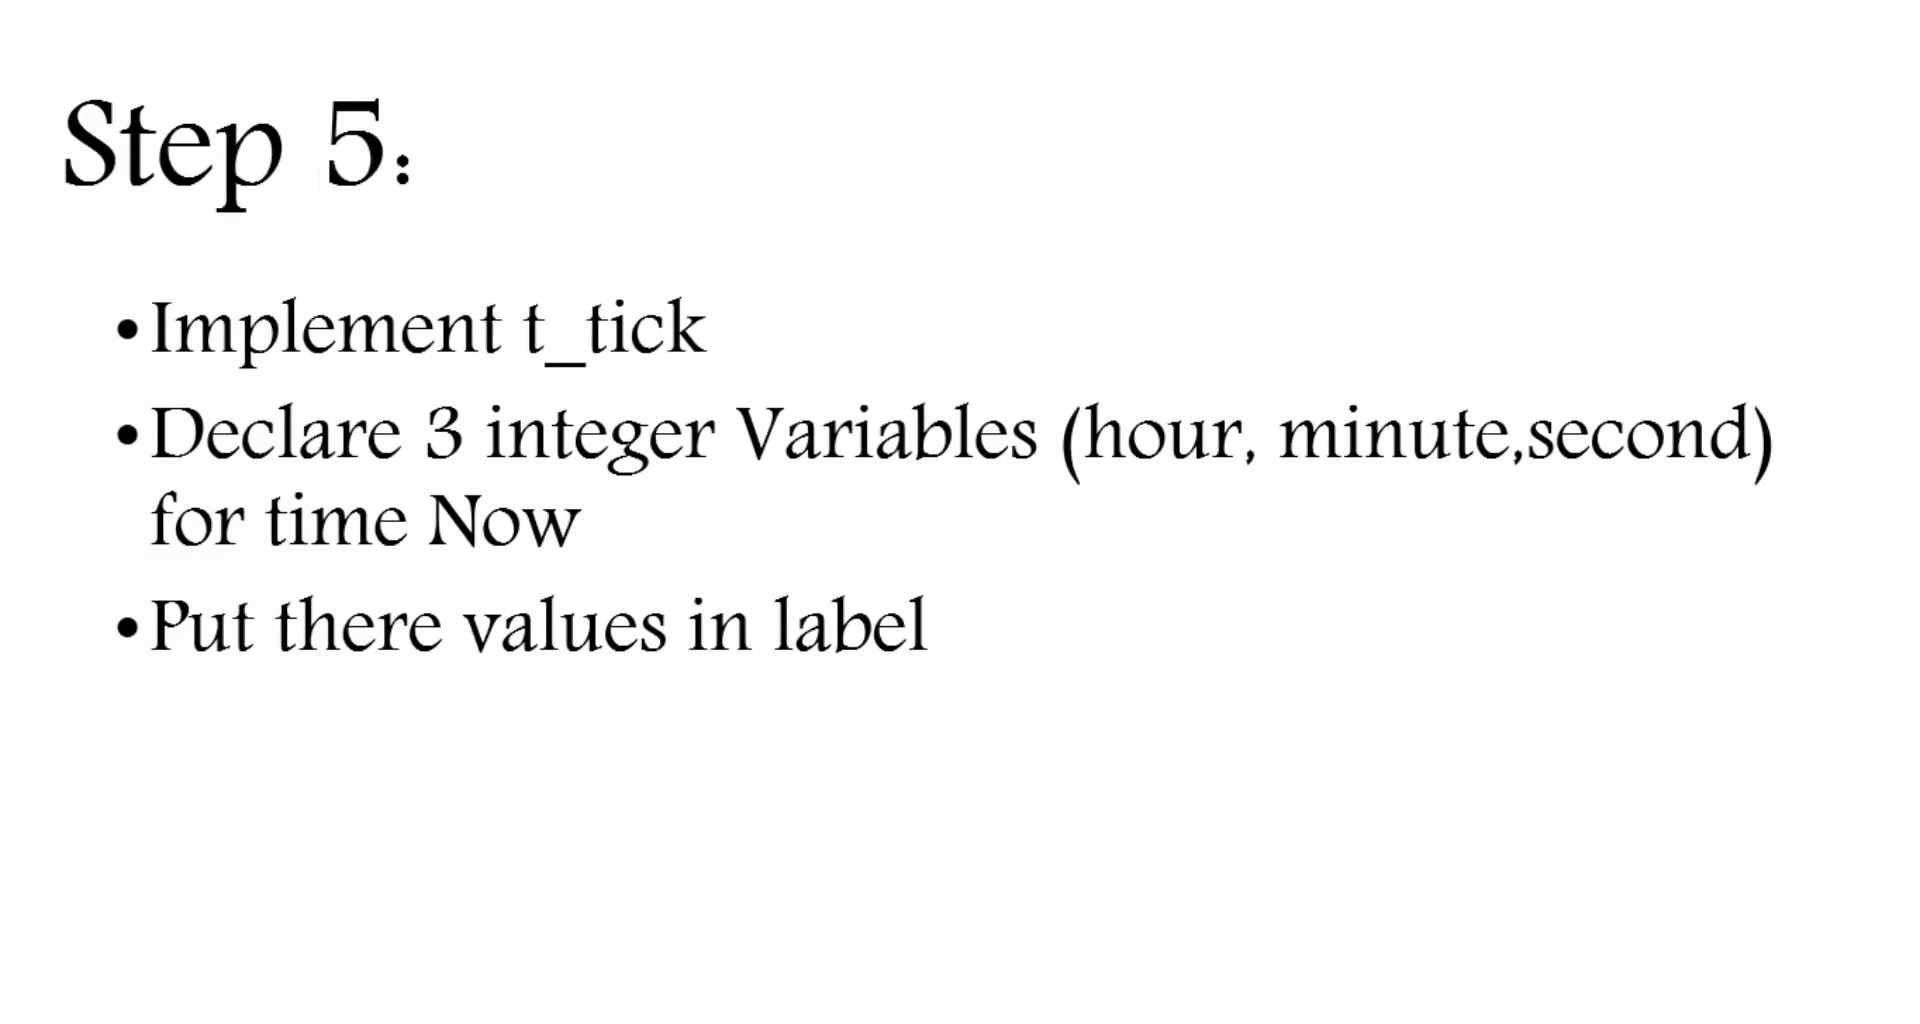 Step 5:
•Implement t_tick
•Declare 3 integer Variables (hour, minute,second)
for time Now
•Put there values in label